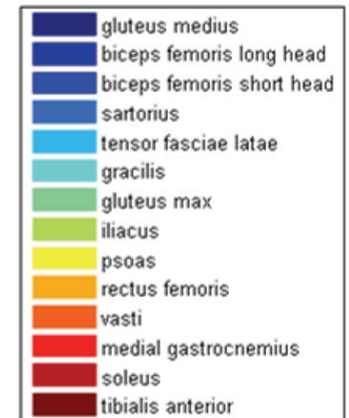 gluteus medius
biceps femoris long head
biceps femoris short head
sartorius
tensor fasciae latae
gracilis
gluteus max
iliacus
psoas
rectus femoris
vasti
medial gastrocnemius
soleus
tibialis anterior